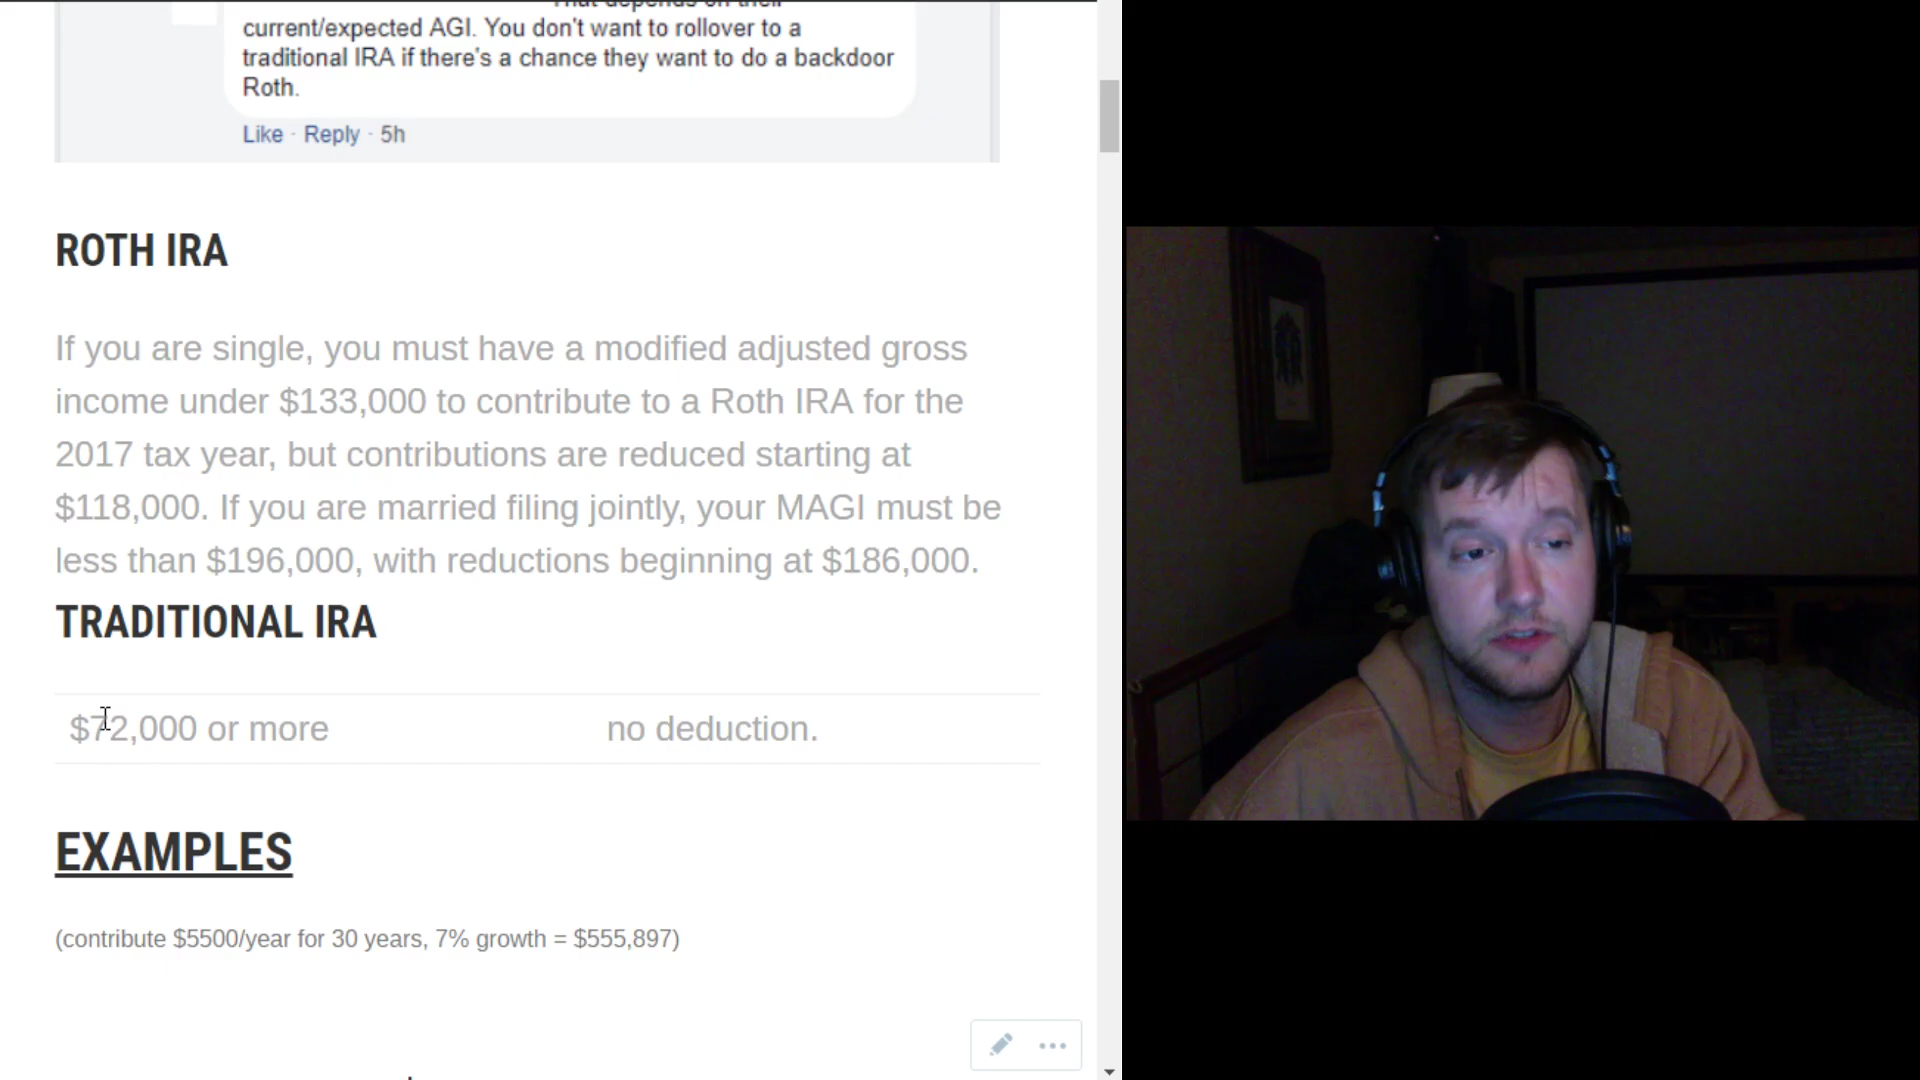 That depends on their
current/expected AGI. You don't want to rollover to a
traditional IRA if there's a chance they want to do a backdoor
Roth.
Like · Reply · 5h
ROTH IRA
If you are single, you must have a modified adjusted gross
income under $133,000 to contribute to a Roth IRA for the
2017 tax year, but contributions are reduced starting at
$118,000. If you are married filing jointly, your MAGI must be
less than $196,000, with reductions beginning at $186,000.
TRADITIONAL IRA
$72,000 or more no deduction.
EXAMPLES
(contribute $5500/year for 30 years, 7% growth = $555,897)